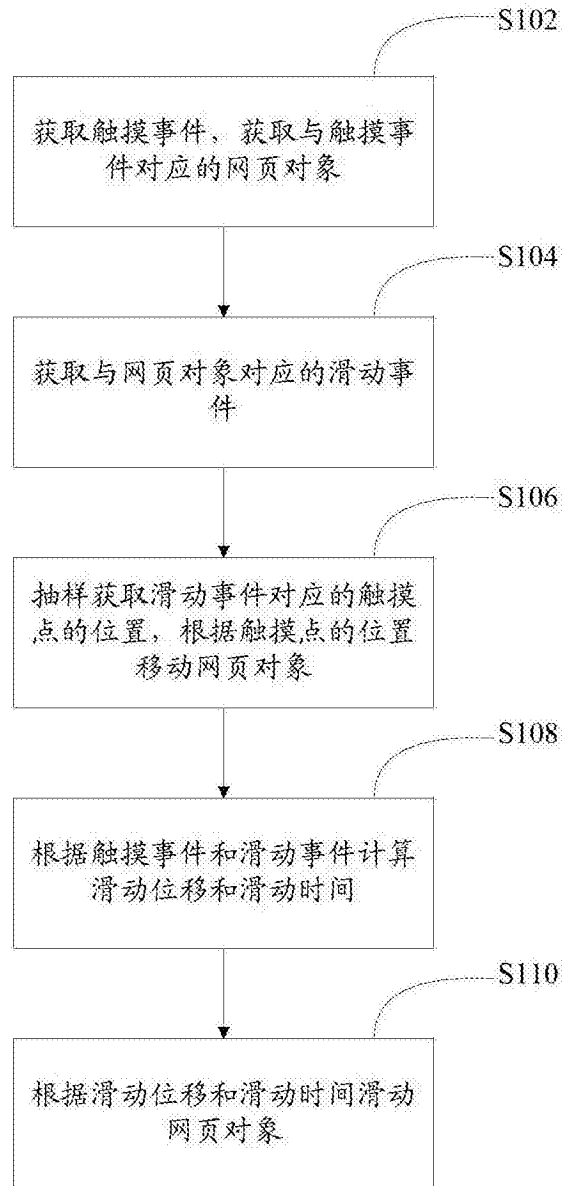 S102
获取触摸事件，获取与触摸事
件对应的网页对象
S104
获取与网页对象对应的滑动事
件
S106
抽样获取滑动事件对应的触摸
点的位置，根据触摸点的位置
移动网页对象
S108
根据触摸事件和滑动事件计算
滑动位移和滑动时间
S110
根据滑动位移和滑动时间滑动
网页对象